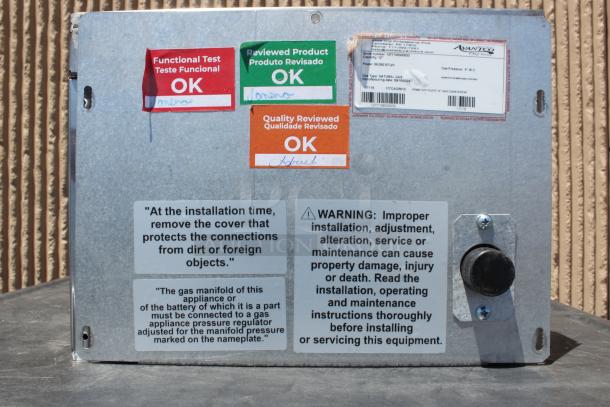 Functional Test
Teste Funcional
OK
Reviewed Product
Produto Revisado
OK
Quality Reviewed
Qualidade Revisado
OK
AVANTCO
"At the installation time,
remove the cover that
protects the connections
from dirt or foreign
objects."
"The gas manifold of this
appliance or
of the battery of which it is a part
must be connected to a gas
appliance pressure regulator
adjusted for the manifold pressure
marked on the nameplate."
WARNING: Improper
installation, adjustment,
alteration, service or
maintenance can cause
property damage, injury
or death. Read the
installation, operating
and maintenance
instructions thoroughly
before installing
or servicing this equipment.